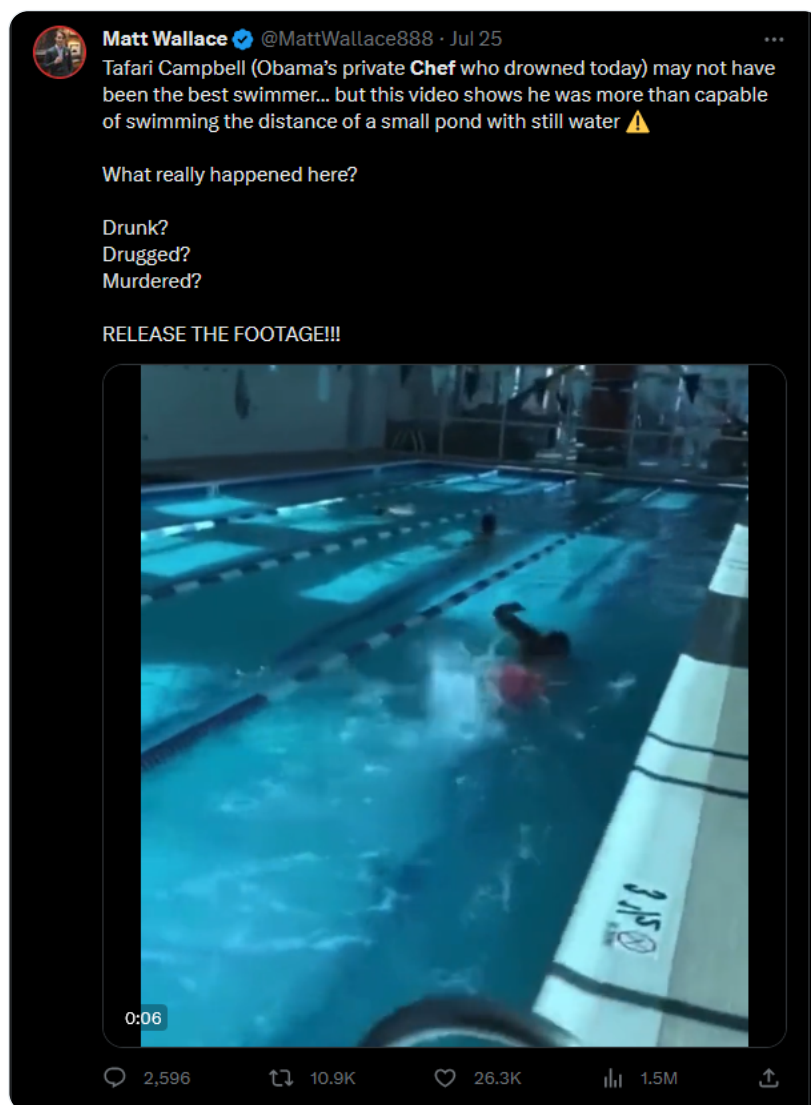 Matt Wallace @MattWallace888 · Jul 25
Tafari Campbell (Obama’s private Chef who drowned today) may not have
been the best swimmer... but this video shows he was more than capable
of swimming the distance of a small pond with still water ⚠️
What really happened here?
Drunk?
Drugged?
Murdered?
RELEASE THE FOOTAGE!!!
0:06
2,596 10.9K 26.3K 1.5M